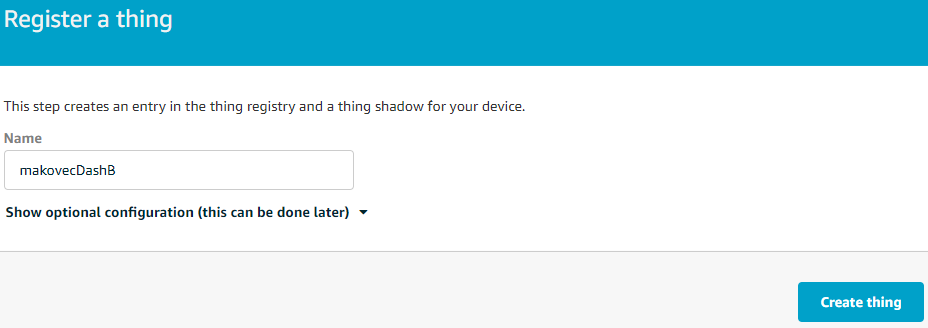 Register a thing
This step creates an entry in the thing registry and a thing shadow for your device.
Name
makovecDashB
Show optional configuration (this can be done later)
Create thing